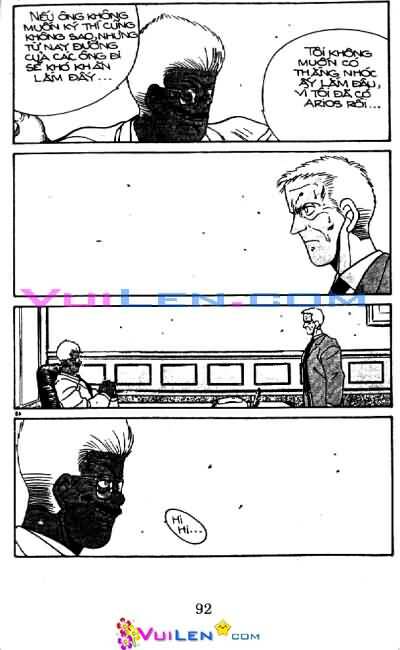 NẾU ÔNG KHÔNG
MUỐN KÝ THÌ CŨNG
KHÔNG SAO, NHƯNG
TỪ NAY ĐƯỜNG
CỦA CÁC ÔNG ĐI
SẼ KHÓ KHĂN
LẮM ĐẤY...
TÔI KHÔNG
MUỐN CÓ
THẰNG NHÓC
ẤY LẮM ĐÂU,
VÌ TÔI ĐÃ CÓ
ARIOS RỒI...
VUILEN.COM
HI
HI...
92
VUILEN.COM